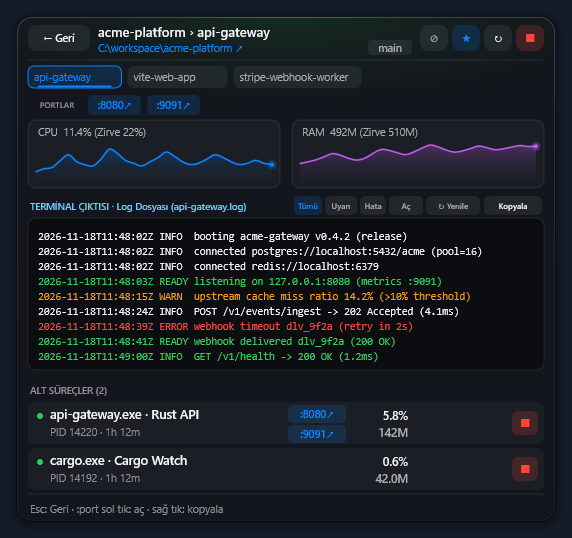 ← Geri
acme-platform › api-gateway
C:\workspace\acme-platform ↗
main
api-gateway
vite-web-app
stripe-webhook-worker
PORTLAR
:8080↗
:9091↗
CPU 11.4% (Zirve 22%)
RAM 492M (Zirve 510M)
TERMİNAL ÇIKTISI · Log Dosyası (api-gateway.log)
Tümü
Uyarı
Hata
Aç
↻ Yenile
Kopyala
2026-11-18T11:48:02Z INFO booting acme-gateway v0.4.2 (release)
2026-11-18T11:48:02Z INFO connected postgres://localhost:5432/acme (pool=16)
2026-11-18T11:48:02Z INFO connected redis://localhost:6379
2026-11-18T11:48:03Z READY listening on 127.0.0.1:8080 (metrics :9091)
2026-11-18T11:48:15Z WARN upstream cache miss ratio 14.2% (>10% threshold)
2026-11-18T11:48:24Z INFO POST /v1/events/ingest -> 202 Accepted (4.1ms)
2026-11-18T11:48:39Z ERROR webhook timeout dlv_9f2a (retry in 2s)
2026-11-18T11:48:41Z READY webhook delivered dlv_9f2a (200 OK)
2026-11-18T11:49:00Z INFO GET /v1/health -> 200 OK (1.2ms)
ALT SÜREÇLER (2)
api-gateway.exe · Rust API
:8080↗
5.8%
PID 14220 · 1h 12m
:9091↗
142M
cargo.exe · Cargo Watch
0.6%
PID 14192 · 1h 12m
42.0M
Esc: Geri · :port sol tık: aç · sağ tık: kopyala